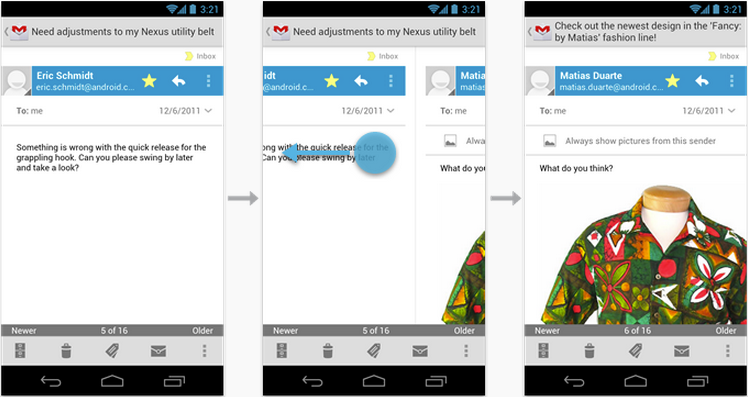 3:21
Need adjustments to my Nexus utility belt
Inbox
Eric Schmidt
eric.schmidt@android.c...
To: me
12/6/2011
Something is wrong with the quick release for the
grappling hook. Can you please swing by later
and take a look?
Newer
5 of 16
Older
3:21
Need adjustments to my Nexus utility belt
Inbox
idt
@android.c...
12/6/2011
ong with the quick release for the
Can you please swing by later
Matia
matias
To: me
Alwa
What do yo
Newer
5 of 16
Older
3:21
Check out the newest design in the 'Fancy:
by Matias' fashion line!
Inbox
Matias Duarte
matias.duarte@android.c...
To: me
12/6/2011
Always show pictures from this sender
What do you think?
Newer
6 of 16
Older